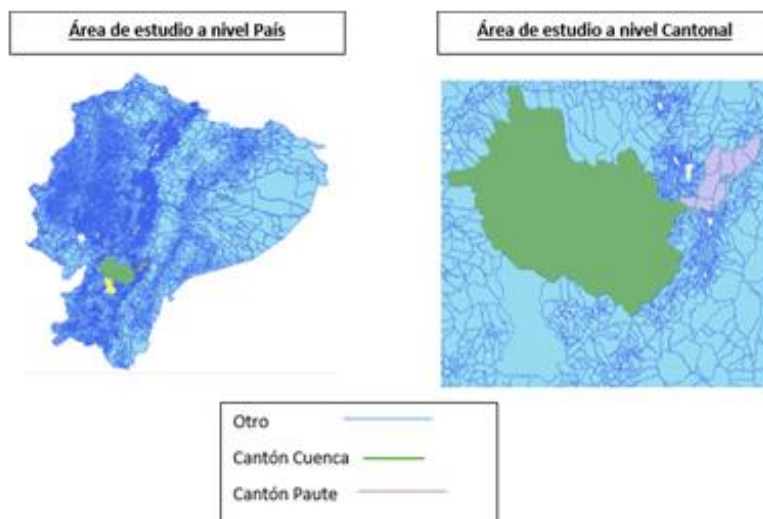 Área de estudio a nivel País
Área de estudio a nivel Cantonal
Otro
Cantón Cuenca
Cantón Paute